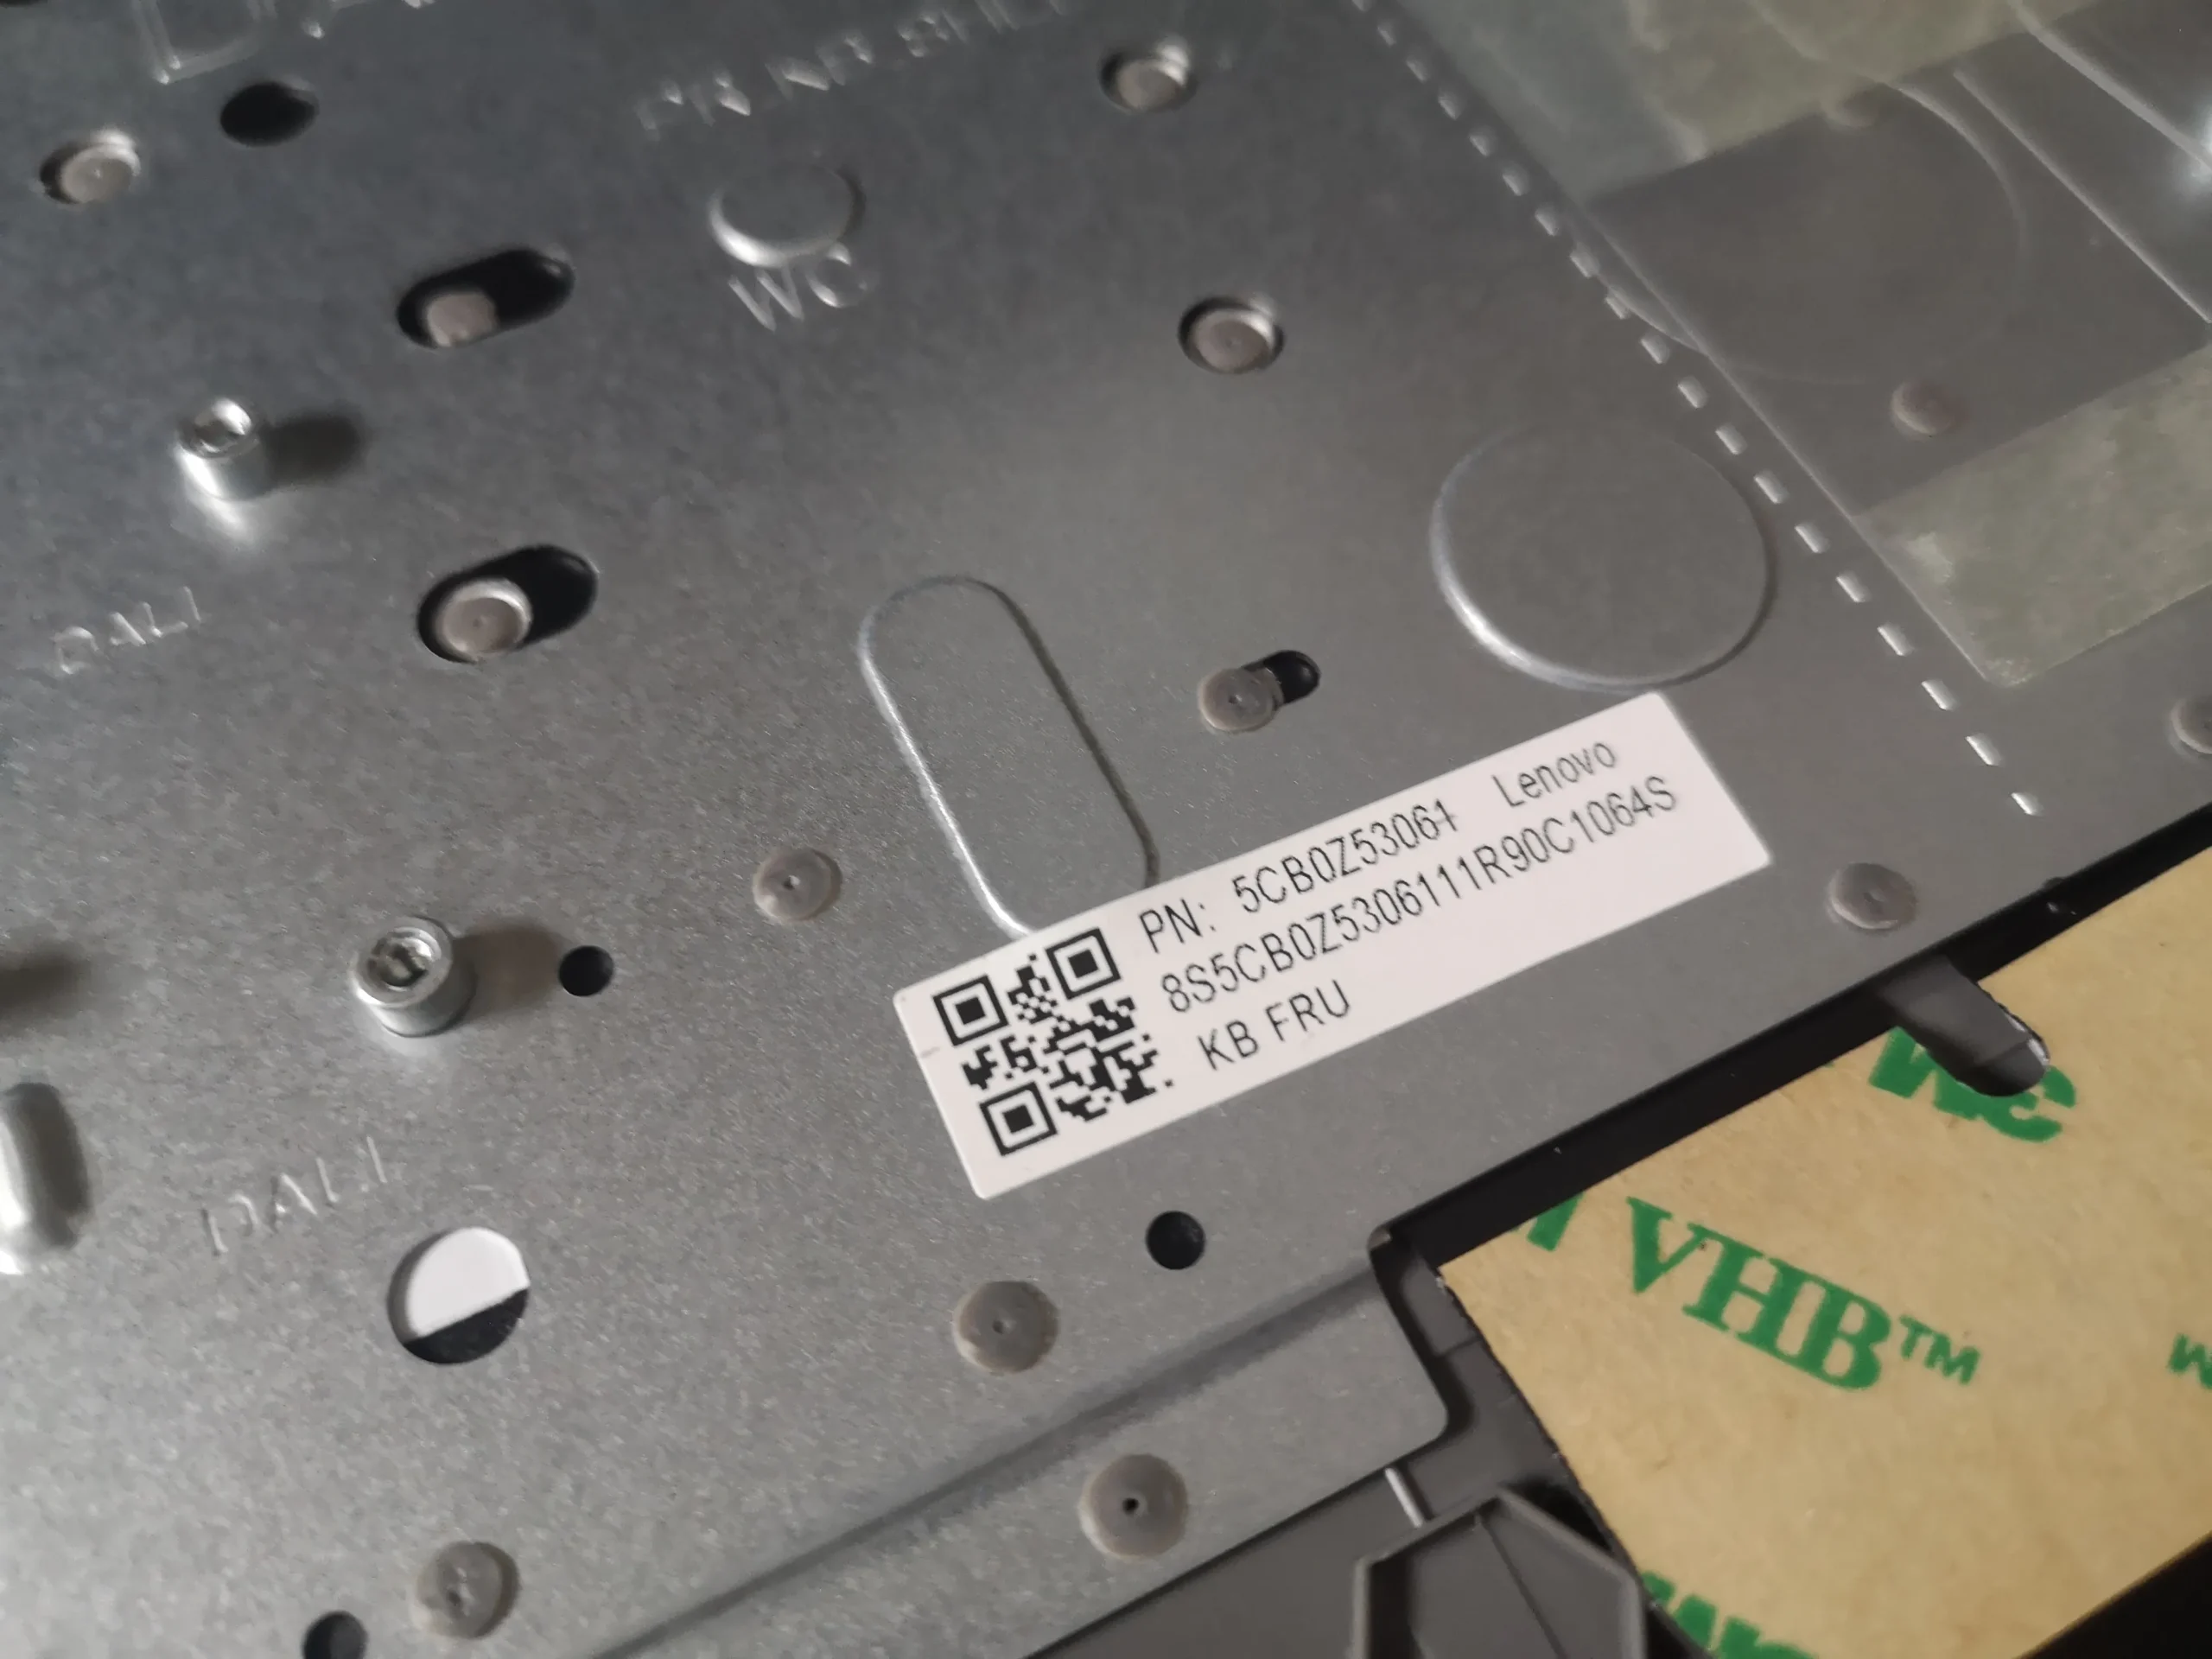 WC
DALI
PN: 5CB0Z53061 Lenovo
8S5CB0Z5306111R90C1064S
KB FRU
DALI
VHB™